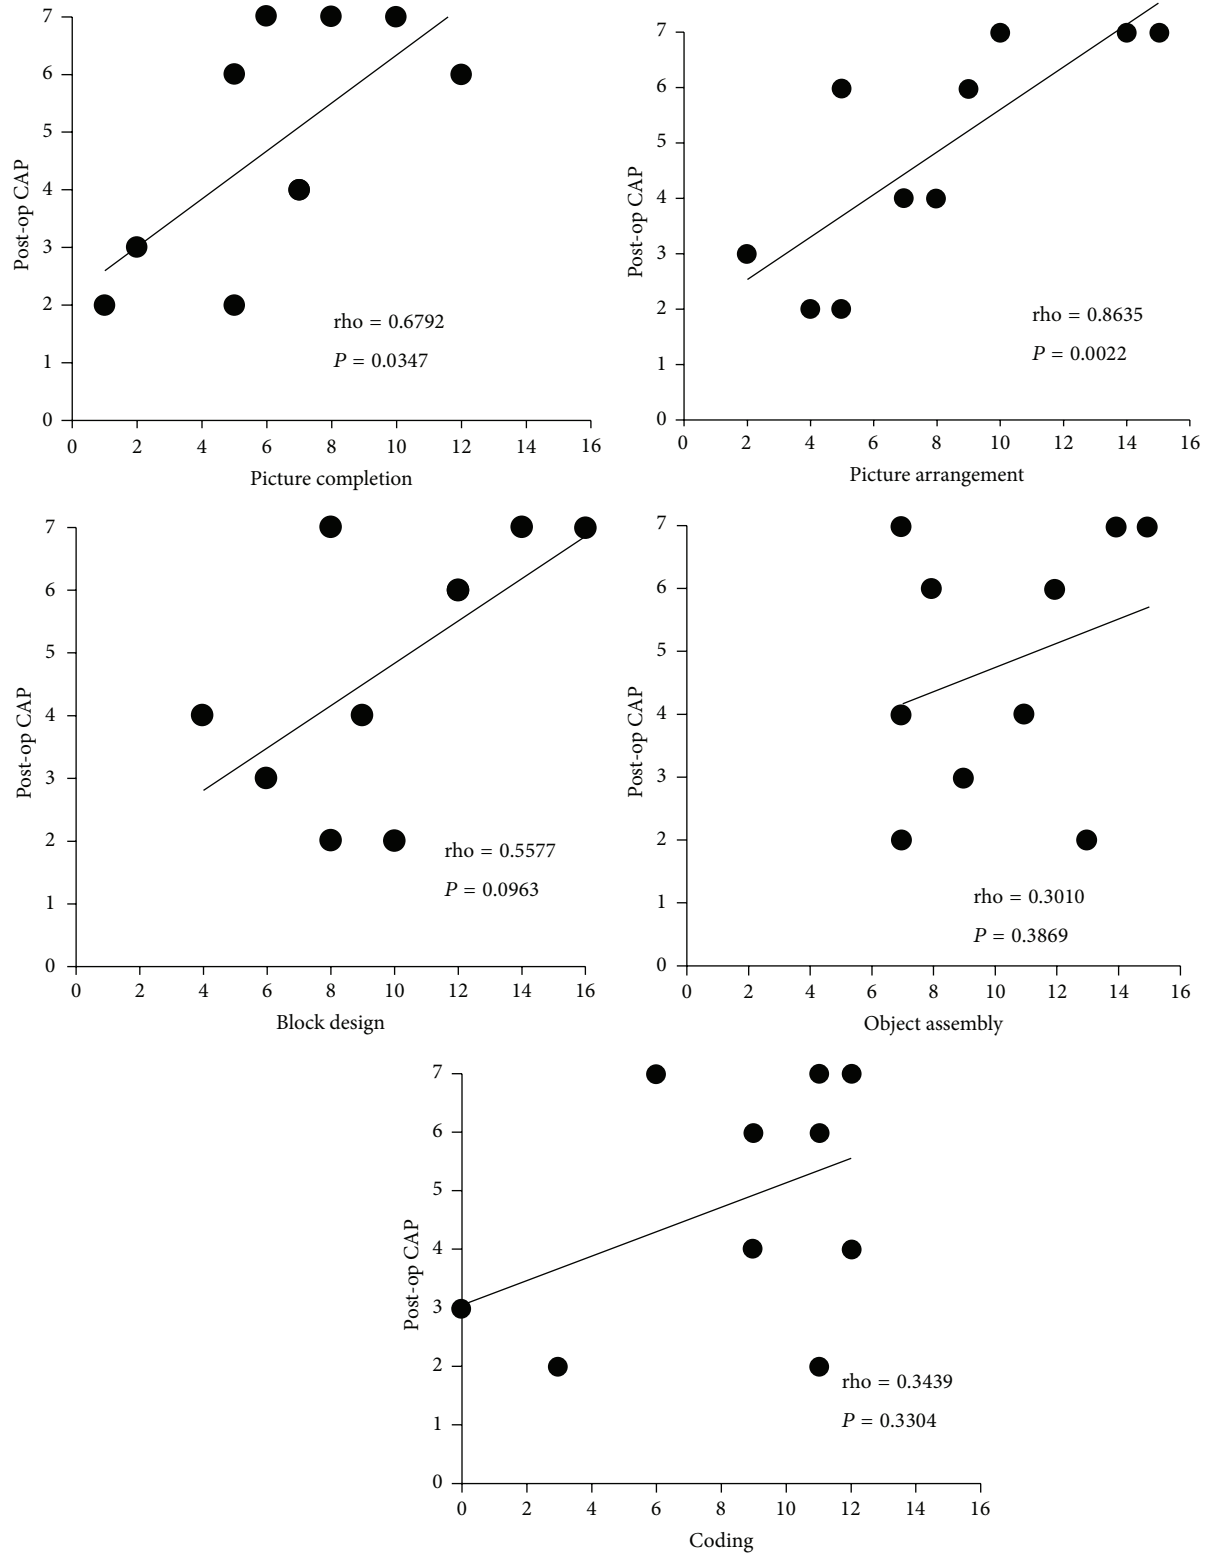 7
6
5
4
3
2
1
0
Post-op CAP
rho = 0.6792
P = 0.0347
0 2 4 6 8 10 12 14 16
Picture completion
7
6
5
4
3
2
1
0
Post-op CAP
rho = 0.8635
P = 0.0022
0 2 4 6 8 10 12 14 16
Picture arrangement
7
6
5
4
3
2
1
0
Post-op CAP
rho = 0.5577
P = 0.0963
0 2 4 6 8 10 12 14 16
Block design
7
6
5
4
3
2
1
0
Post-op CAP
rho = 0.3010
P = 0.3869
0 2 4 6 8 10 12 14 16
Object assembly
7
6
5
4
3
2
1
0
Post-op CAP
rho = 0.3439
P = 0.3304
0 2 4 6 8 10 12 14 16
Coding